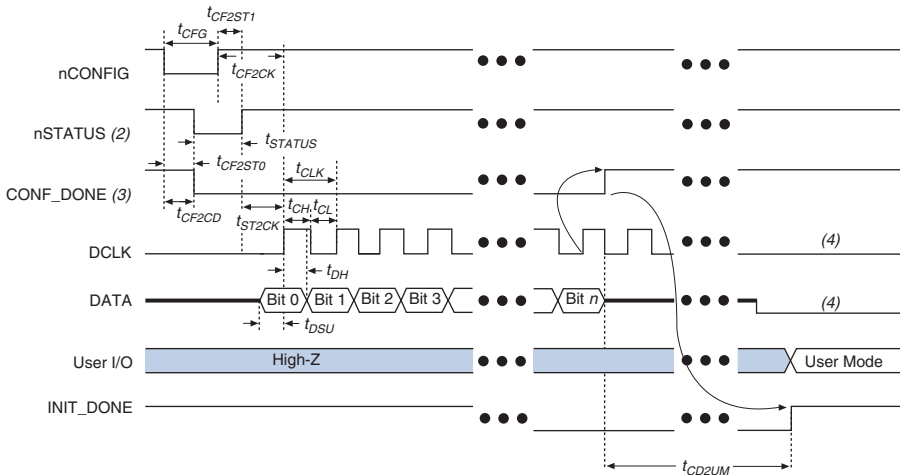 tCF2ST1
tCFG
nCONFIG
tCF2CK
nSTATUS (2)
tSTATUS
tCF2ST0
tCLK
CONF_DONE (3)
tCF2CD
tST2CK
tCH
tCL
DCLK
(4)
tDH
DATA
Bit 0
Bit 1
Bit 2
Bit 3
Bit n
(4)
tDSU
User I/O
High-Z
User Mode
INIT_DONE
tCD2UM